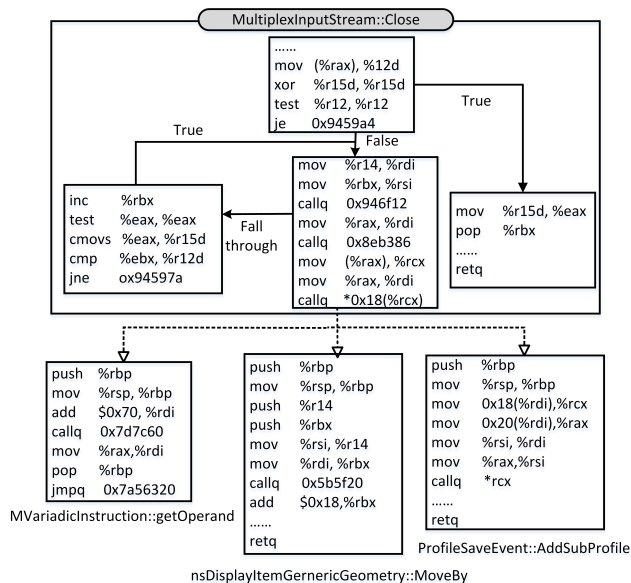 MultiplexInputStream::Close
......
mov (%rax), %12d
xor %r15d, %r15d
test %r12, %r12
je 0x9459a4
True
True
False
mov %r14, %rdi
mov %rbx, %rsi
callq 0x946f12
mov %rax, %rdi
callq 0x8eb386
mov (%rax), %rcx
mov %rax, %rdi
callq *0x18(%rcx)
inc %rbx
test %eax, %eax
cmovs %eax, %r15d
cmp %ebx, %r12d
jne ox94597a
Fall
through
mov %r15d, %eax
pop %rbx
......
retq
push %rbp
mov %rsp, %rbp
add $0x70, %rdi
callq 0x7d7c60
mov %rax,%rdi
pop %rbp
jmpq 0x7a56320
MVariadicInstruction::getOperand
push %rbp
mov %rsp, %rbp
push %r14
push %rbx
mov %rsi, %r14
mov %rdi, %rbx
callq 0x5b5f20
add $0x18,%rbx
......
retq
nsDisplayItemGernericGeometry::MoveBy
push %rbp
mov %rsp, %rbp
mov 0x18(%rdi),%rcx
mov 0x20(%rdi),%rax
mov %rsi, %rdi
mov %rax,%rsi
callq *rcx
......
retq
ProfileSaveEvent::AddSubProfile